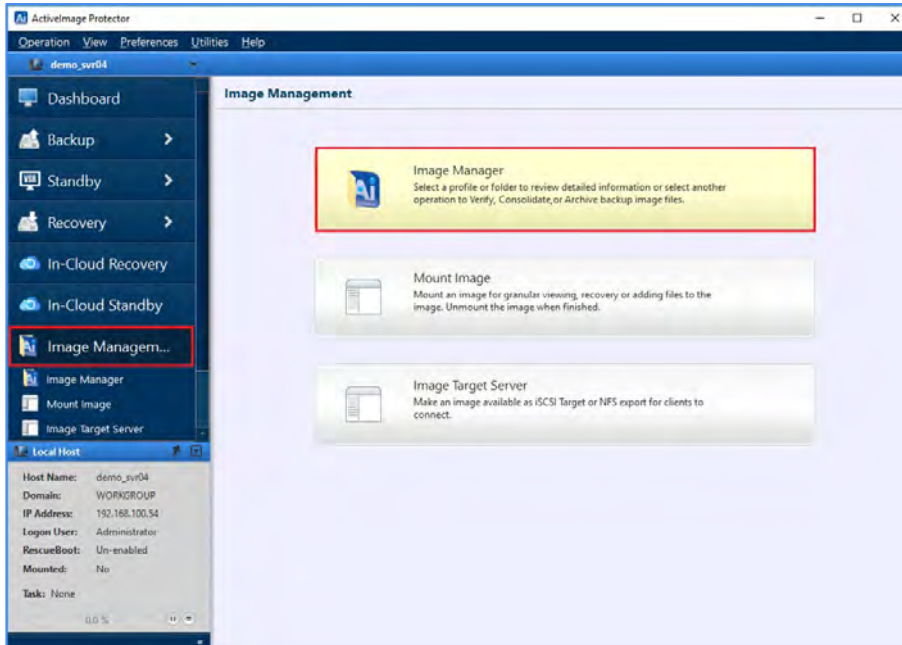 Ai ActiveImage Protector
Operation View Preferences Utilities Help
demo_svr04
Dashboard
Backup
Standby
Recovery
In-Cloud Recovery
In-Cloud Standby
Image Managem...
Image Manager
Mount Image
Image Target Server
Local Host
Host Name: demo_svr04
Domain: WORKGROUP
IP Address: 192.168.100.54
Logon User: Administrator
RescueBoot: Un-enabled
Mounted: No
Task: None
0.0 %
Image Management
Ai
Image Manager
Select a profile or folder to review detailed information or select another
operation to Verify, Consolidate,or Archive backup image files.
Mount Image
Mount an image for granular viewing, recovery or adding files to the
image. Unmount the image when finished.
Image Target Server
Make an image available as iSCSI Target or NFS export for clients to
connect.